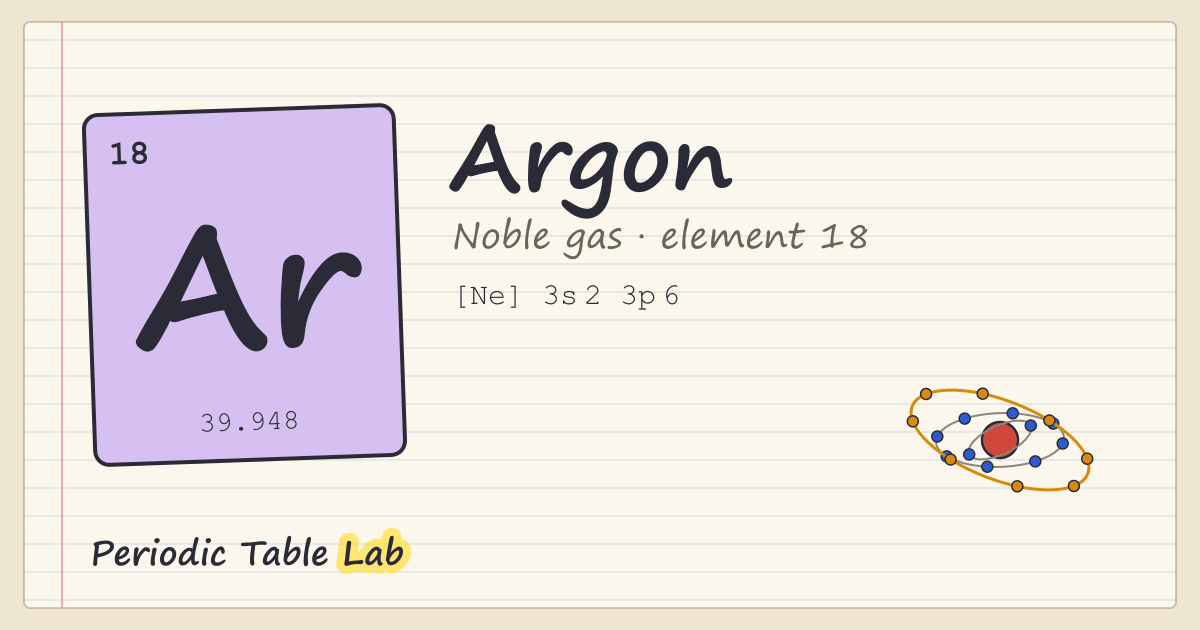 18
Ar
39.948
Argon
Noble gas · element 18
[Ne] 3s2 3p6
Periodic Table Lab